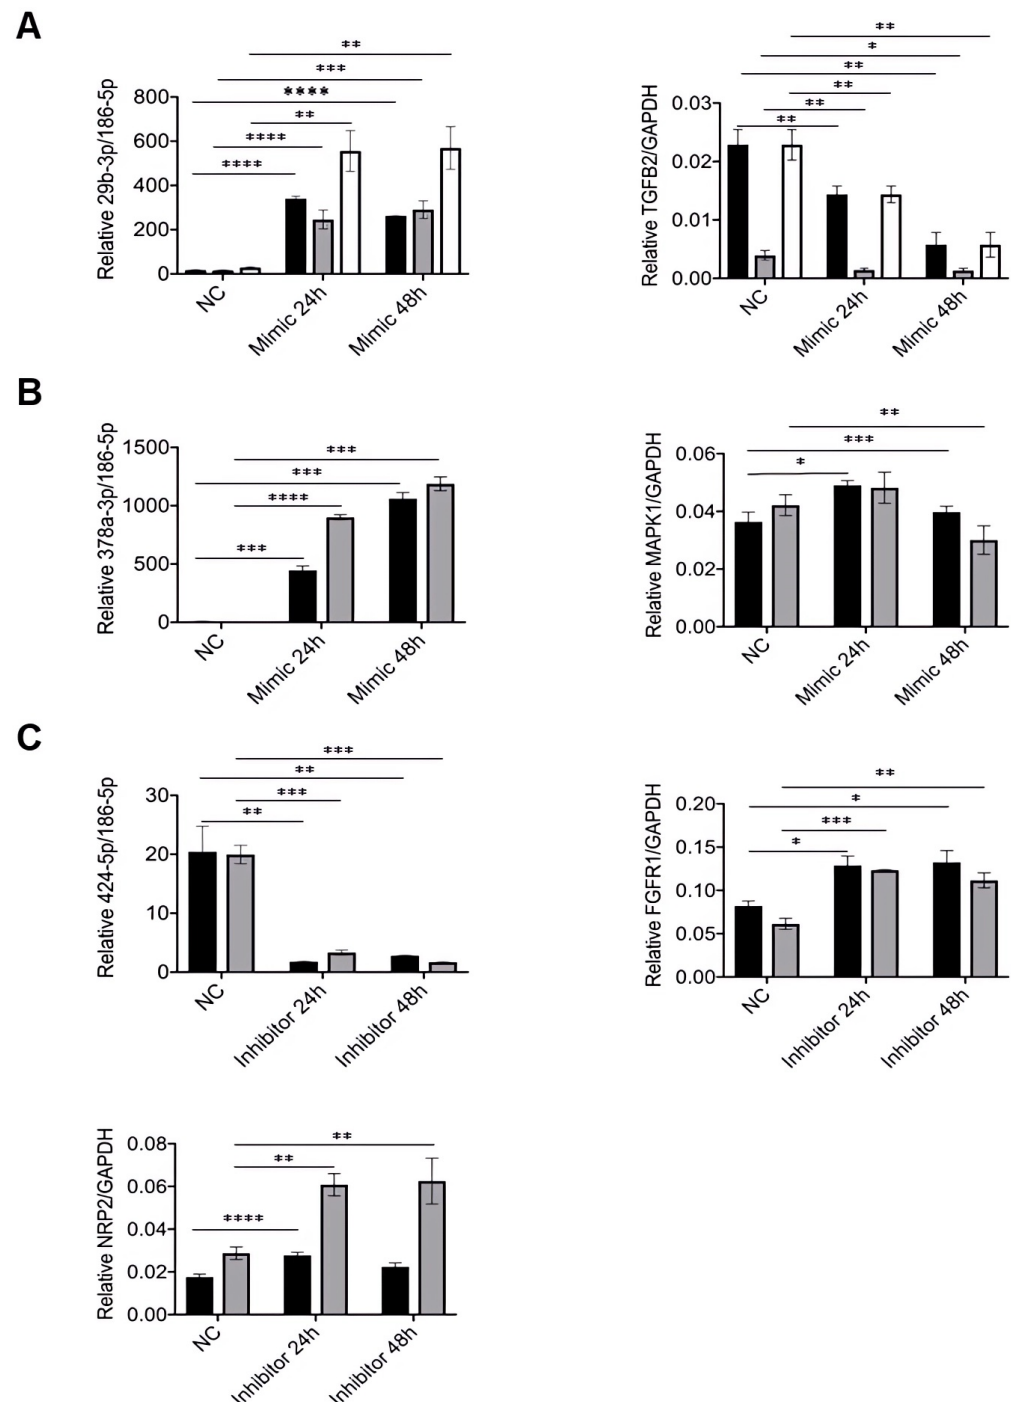 A
**
***
****
**
****
****
800
600
400
200
0
Relative 29b-3p/186-5p
NC
Mimic 24h
Mimic 48h
**
*
**
**
**
**
0.03
0.02
0.01
0.00
Relative TGFB2/GAPDH
NC
Mimic 24h
Mimic 48h
B
***
***
****
***
1500
1000
500
0
Relative 378a-3p/186-5p
NC
Mimic 24h
Mimic 48h
**
***
*
0.06
0.04
0.02
0.00
Relative MAPK1/GAPDH
NC
Mimic 24h
Mimic 48h
C
***
**
***
**
30
20
10
0
Relative 424-5p/186-5p
NC
Inhibitor 24h
Inhibitor 48h
**
*
***
*
0.20
0.15
0.10
0.05
0.00
Relative FGFR1/GAPDH
NC
Inhibitor 24h
Inhibitor 48h
**
**
****
0.08
0.06
0.04
0.02
0.00
Relative NRP2/GAPDH
NC
Inhibitor 24h
Inhibitor 48h